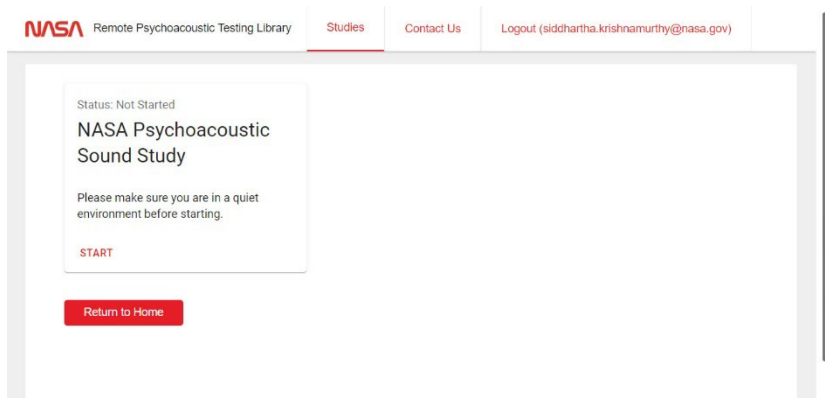 NASA Remote Psychoacoustic Testing Library Studies Contact Us Logout (siddhartha.krishnamurthy@nasa.gov)
Status: Not Started
NASA Psychoacoustic
Sound Study
Please make sure you are in a quiet
environment before starting.
START
Return to Home